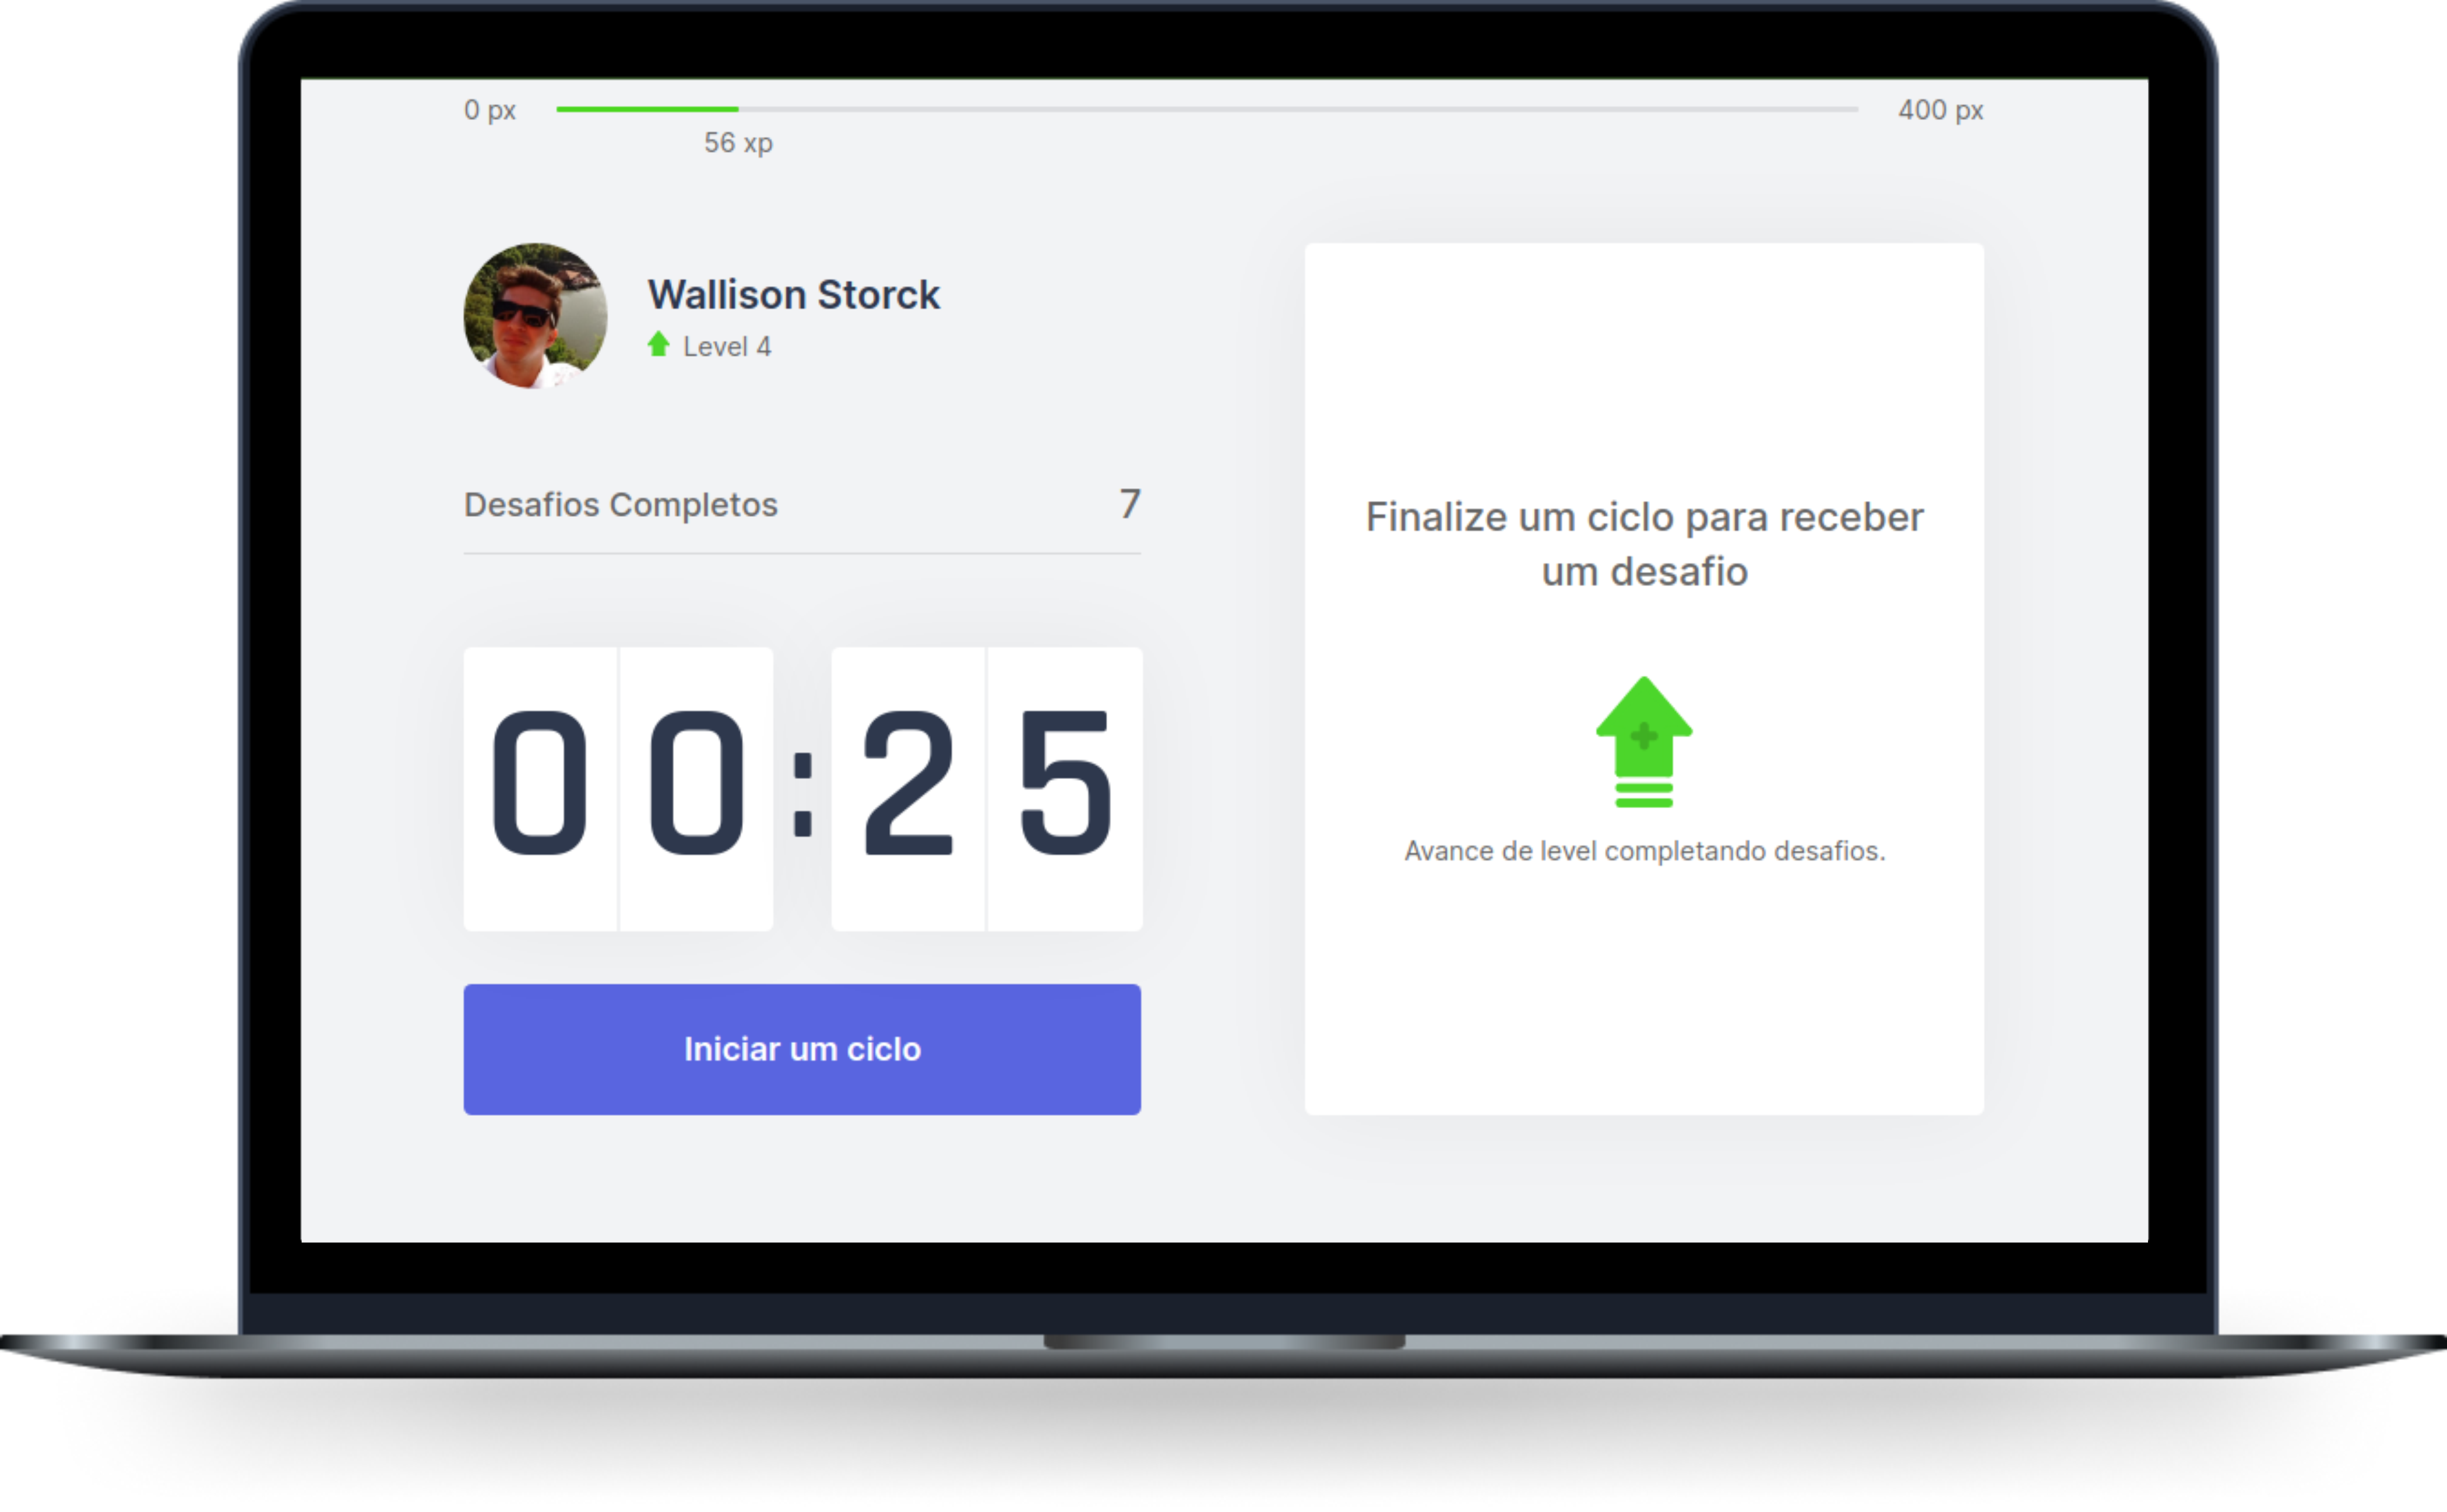 0 px
400 px
56 xp
Wallison Storck
Level 4
Desafios Completos 7
00:25
Iniciar um ciclo
Finalize um ciclo para receber
um desafio
Avance de level completando desafios.